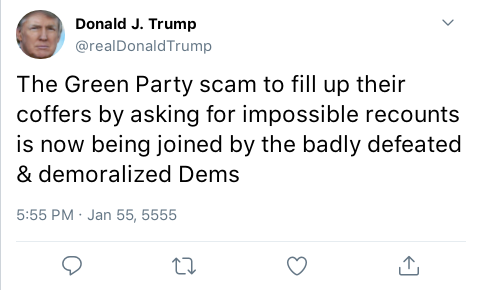 Donald J. Trump
@realDonaldTrump
The Green Party scam to fill up their
coffers by asking for impossible recounts
is now being joined by the badly defeated
& demoralized Dems
5:55 PM · Jan 55, 5555